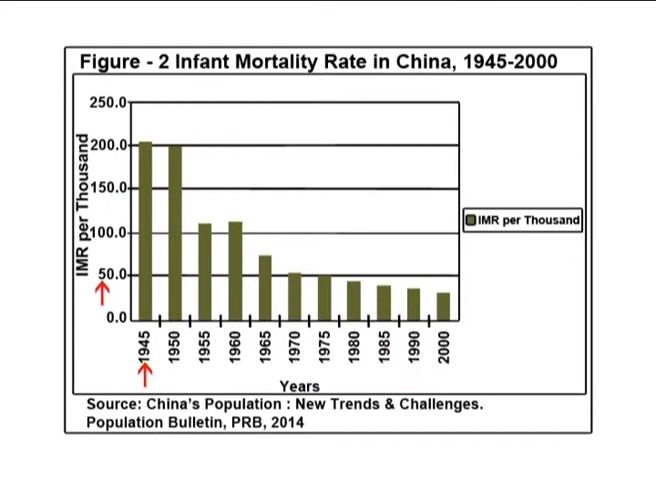 Figure - 2 Infant Mortality Rate in China, 1945-2000
IMR per Thousand
250.0
200.0
150.0
100.0
50.0
0.0
1945
1950
1955
1960
1965
1970
1975
1980
1985
1990
2000
Years
IMR per Thousand
Source: China's Population : New Trends & Challenges.
Population Bulletin, PRB, 2014